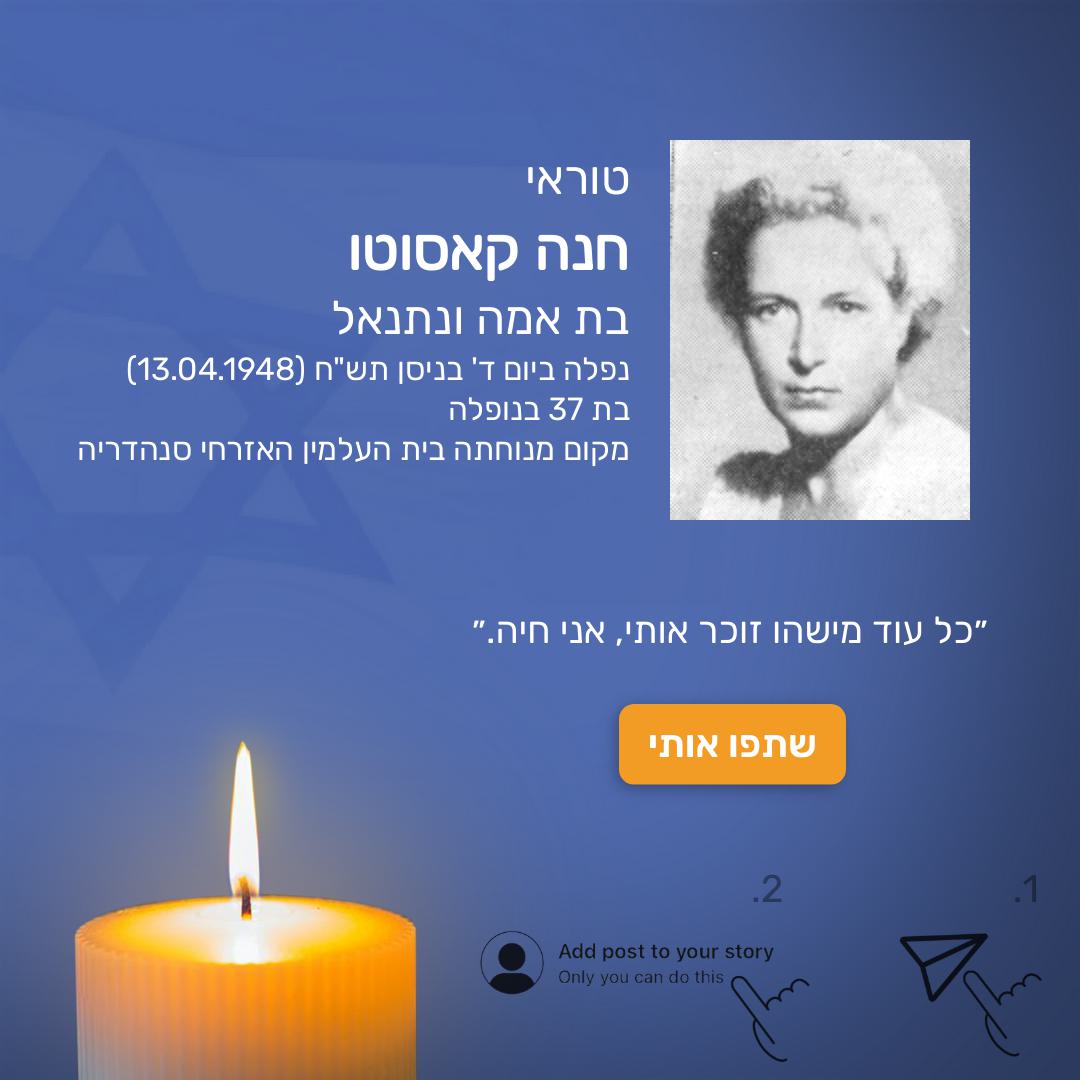 טוראי
חנה קאסוטו
בת אמה ונתנאל
נפלה ביום ד' בניסן תש"ח (13.04.1948)
בת 37 בנופלה
מקום מנוחתה בית העלמין האזרחי סנהדריה
״כל עוד מישהו זוכר אותי, אני חיה.״
שתפו אותי
1.
2.
Add post to your story
Only you can do this